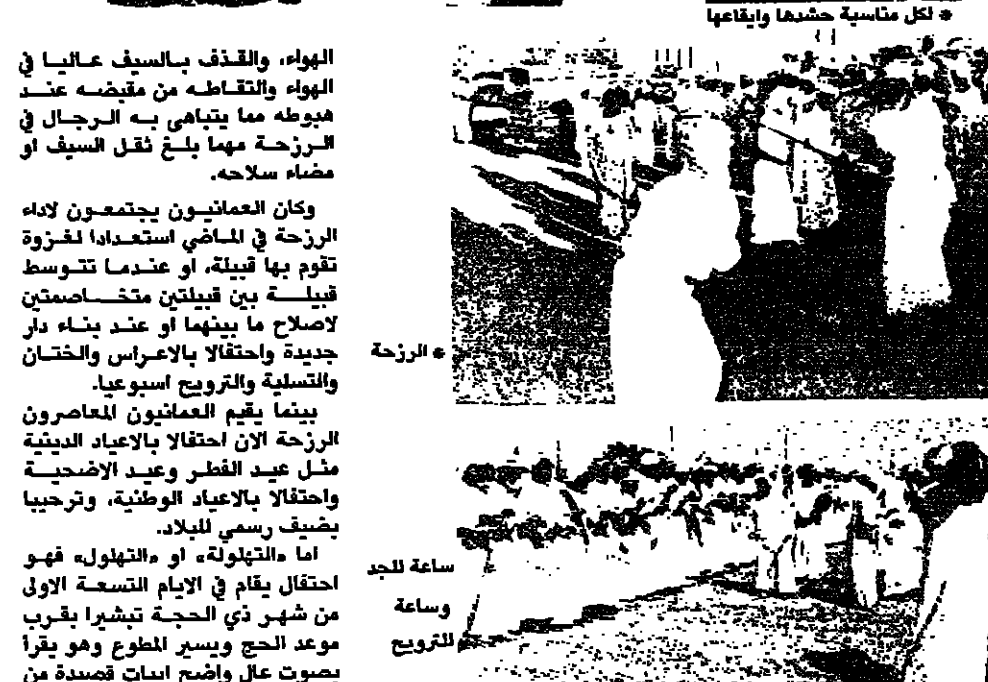 * لكل مناسبة حشدها وايقاعها
الهواء، والقذف بالسيف عاليا في
الهواء والتقاطه من مقبضه عند
هبوطه مما يتباهى به الرجال في
الرزحة مهما بلغ ثقل السيف او
مضاء سلاحه.
وكان العمانيون يجتمعون لاداء
الرزحة في الماضي استعدادا لغزوة
تقوم بها قبيلة، او عندما تتوسط
قبيلة بين قبيلتين متخاصمتين
لاصلاح ما بينهما او عند بناء دار
جديدة واحتفالا بالاعراس والختان
والتسلية والترويح اسبوعيا.
بينما يقيم العمانيون المعاصرون
الرزحة الان احتفالا بالاعياد الدينية
مثل عيد الفطر وعيد الاضحية
واحتفالا بالاعياد الوطنية، وترحيبا
بضيف رسمي للبلاد.
اما «التهلولة» او «التهلول» فهو
احتفال يقام في الايام التسعة الاولى
من شهر ذي الحجة تبشيرا بقرب
موعد الحج ويسير المطوع وهو يقرأ
بصوت عال واضح ابيات قصيدة من
* الرزحة
ساعة للجد
وساعة
للترويح